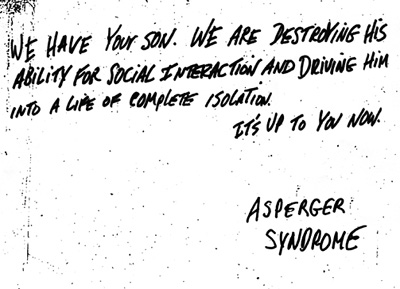 WE HAVE YOUR SON. WE ARE DESTROYING HIS
ABILITY FOR SOCIAL INTERACTION AND DRIVING HIM
INTO A LIFE OF COMPLETE ISOLATION.
IT'S UP TO YOU NOW.
ASPERGER
SYNDROME